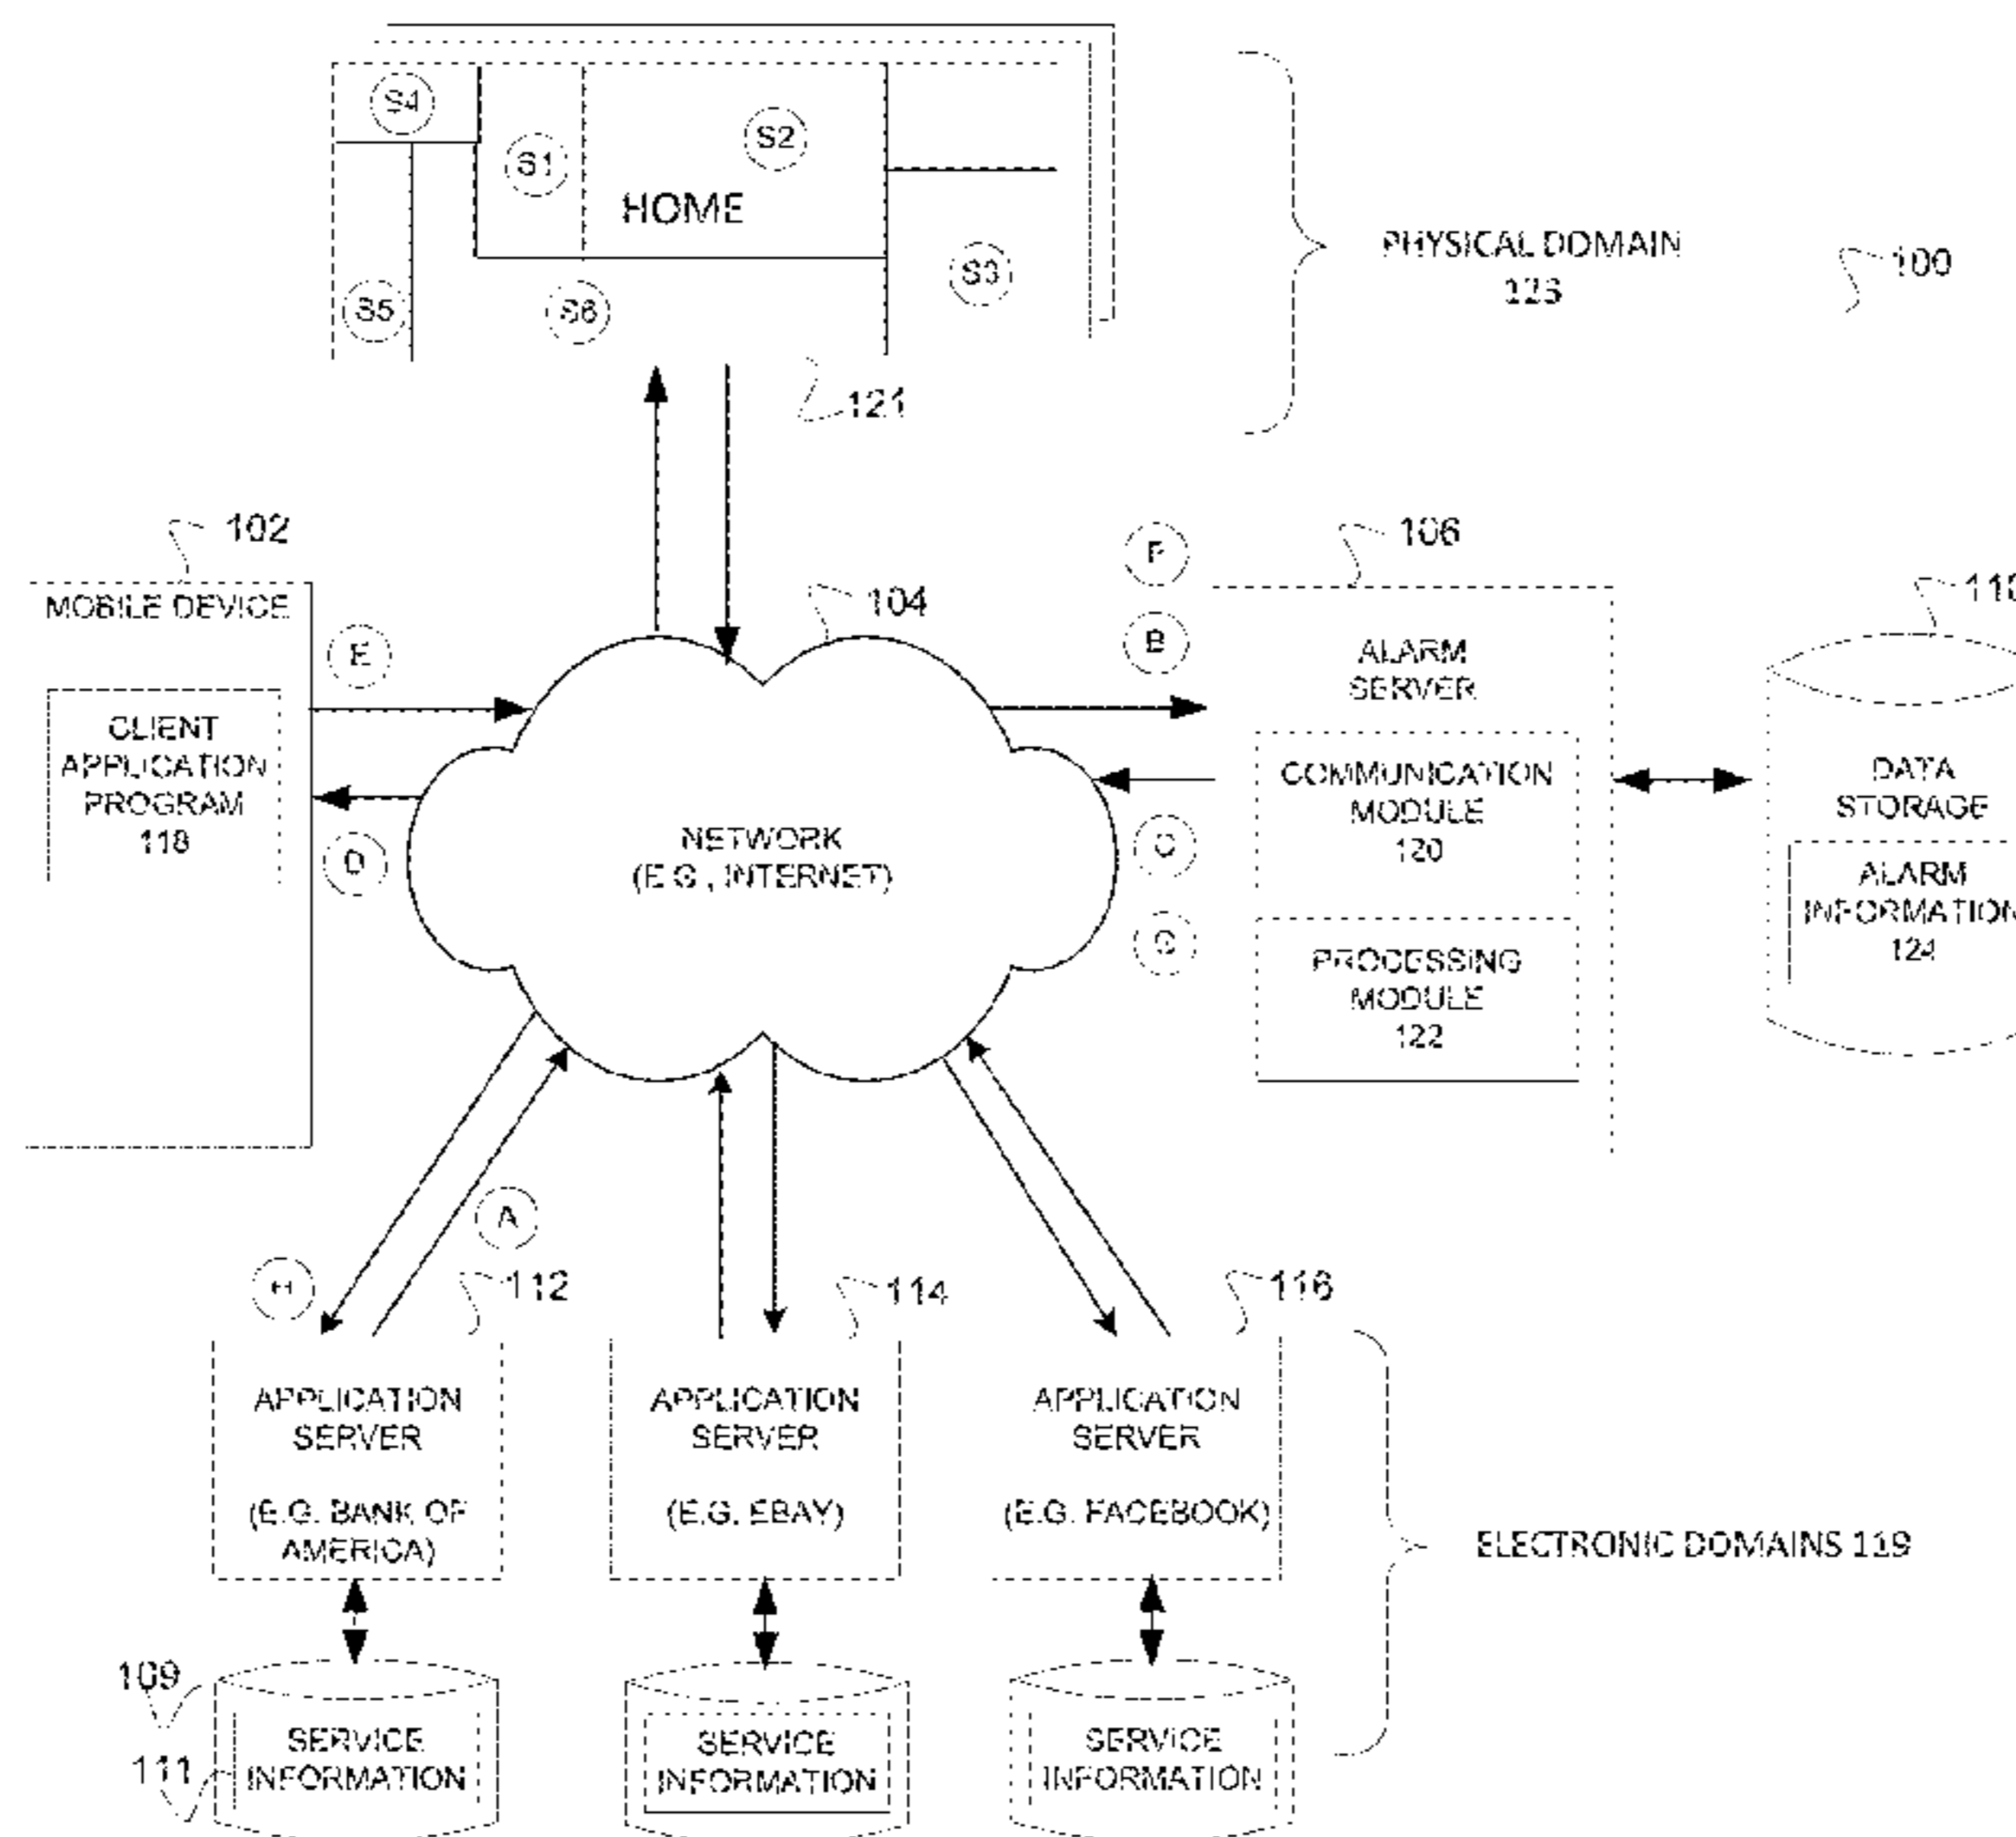 S4
S1
S2
HOME
S3
S5
S6
PHYSICAL DOMAIN
123
100
121
102
MOBILE DEVICE
CLIENT
APPLICATION
PROGRAM
118
E
D
104
NETWORK
(E.G., INTERNET)
F
B
C
G
106
ALARM
SERVER
COMMUNICATION
MODULE
120
PROCESSING
MODULE
122
DATA
STORAGE
ALARM
INFORMATION
124
A
H
112
114
116
APPLICATION
SERVER
(E.G. BANK OF
AMERICA)
APPLICATION
SERVER
(E.G. EBAY)
APPLICATION
SERVER
(E.G. FACEBOOK)
ELECTRONIC DOMAINS 119
109
111
SERVICE
INFORMATION
SERVICE
INFORMATION
SERVICE
INFORMATION